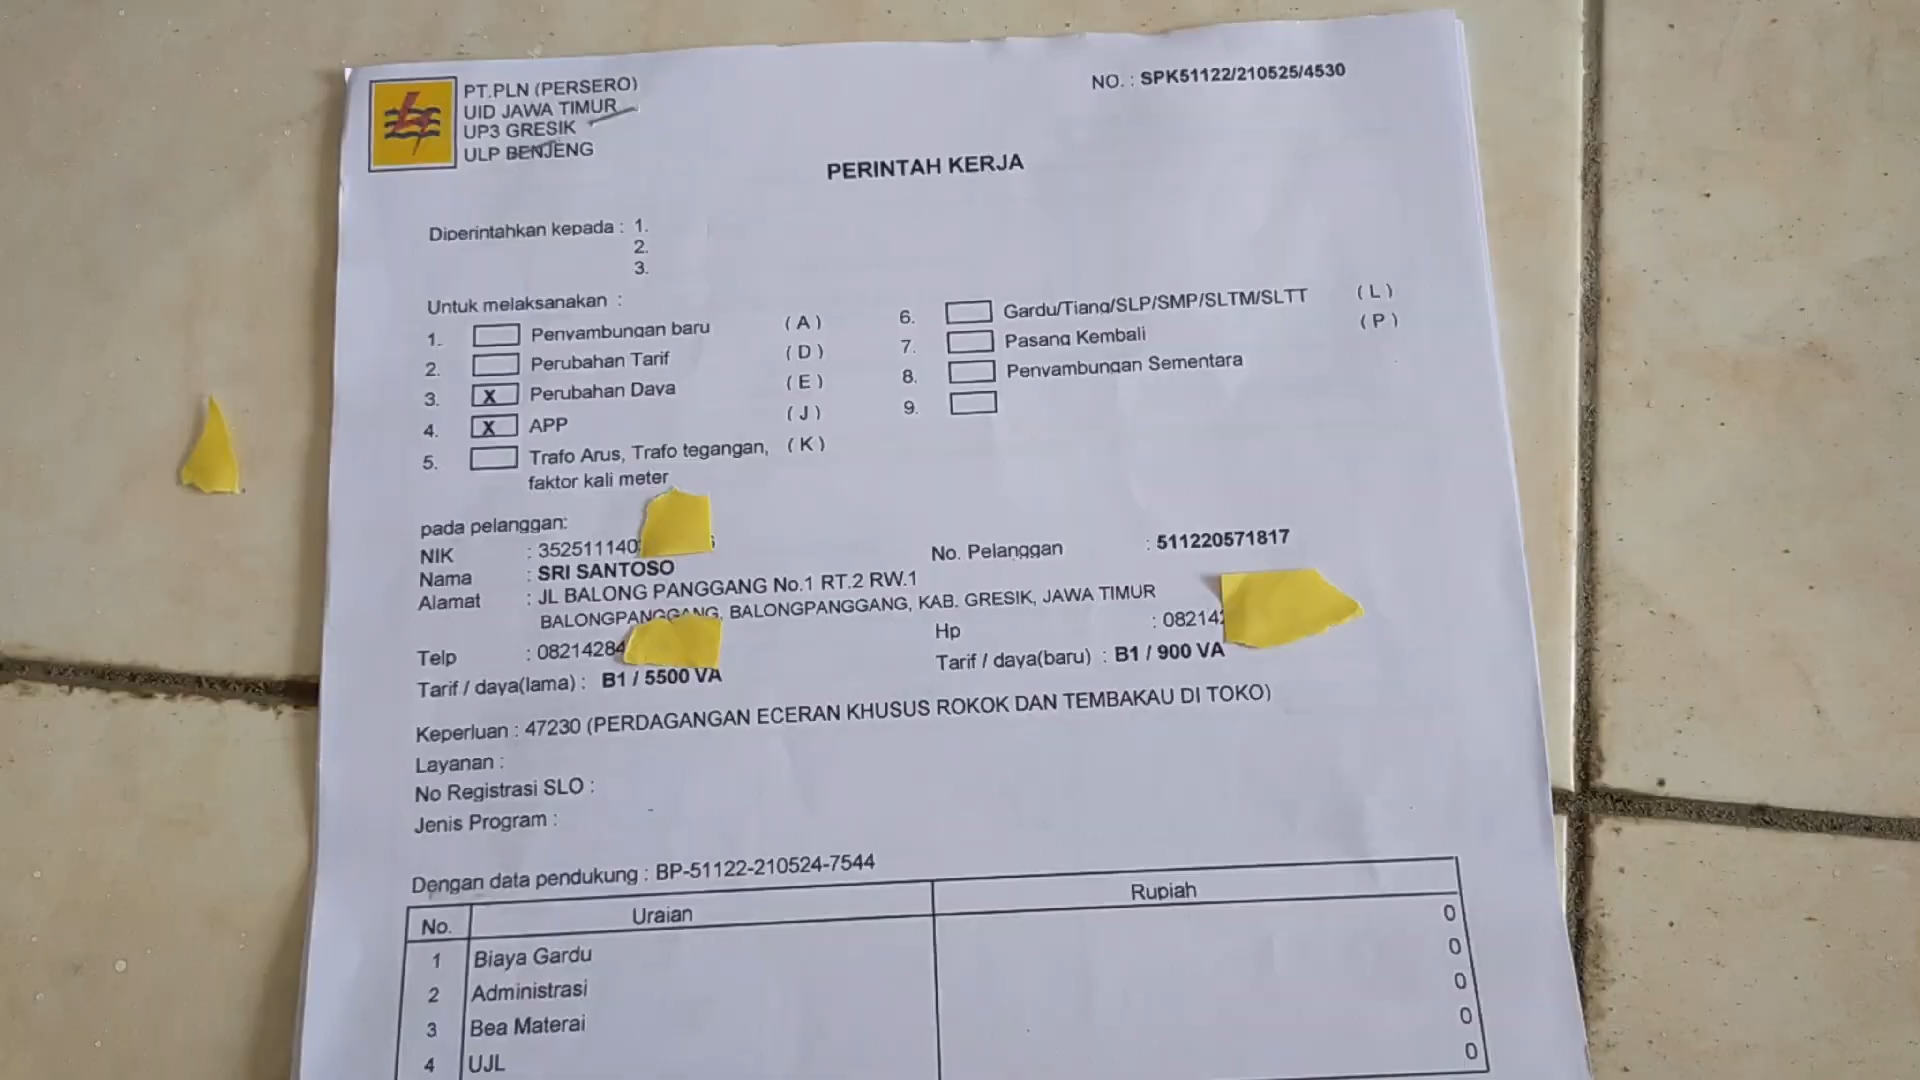 PT.PLN (PERSERO)
UID JAWA TIMUR
UP3 GRESIK
ULP BENJENG
NO. : SPK51122/210525/4530
PERINTAH KERJA
Diperintahkan kepada : 1.
2.
3.
Untuk melaksanakan :
1. Penyambungan baru ( A )
2. Perubahan Tarif ( D )
3. X Perubahan Daya ( E )
4. X APP ( J )
5. Trafo Arus, Trafo tegangan, ( K )
faktor kali meter
6. Gardu/Tiang/SLP/SMP/SLTM/SLTT ( L )
7. Pasang Kembali ( P )
8. Penyambungan Sementara
9.
pada pelanggan:
NIK : 352511140
Nama : SRI SANTOSO
Alamat : JL BALONG PANGGANG No.1 RT.2 RW.1
BALONGPANGGANG, BALONGPANGGANG, KAB. GRESIK, JAWA TIMUR
No. Pelanggan : 511220571817
Telp : 08214284
Hp : 08214
Tarif / daya(lama) : B1 / 5500 VA
Tarif / daya(baru) : B1 / 900 VA
Keperluan : 47230 (PERDAGANGAN ECERAN KHUSUS ROKOK DAN TEMBAKAU DI TOKO)
Layanan :
No Registrasi SLO :
Jenis Program :
Dengan data pendukung : BP-51122-210524-7544
No. Uraian Rupiah
0
1 Biaya Gardu 0
2 Administrasi 0
3 Bea Materai 0
4 UJL 0